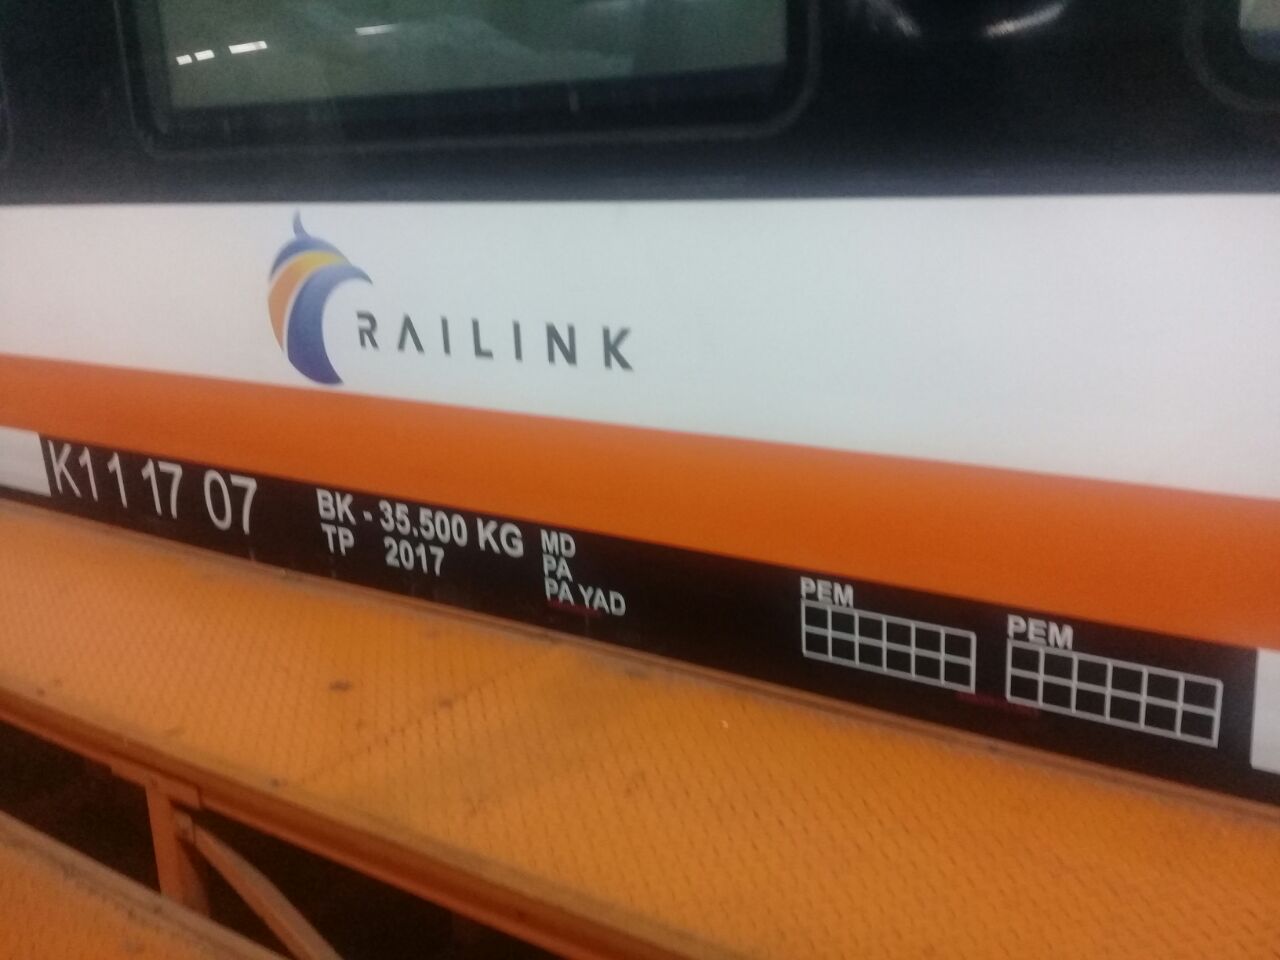 RAILINK
K1 1 17 07
BK - 35.500 KG
TP 2017
MD
PA
PA YAD
PEM
PEM